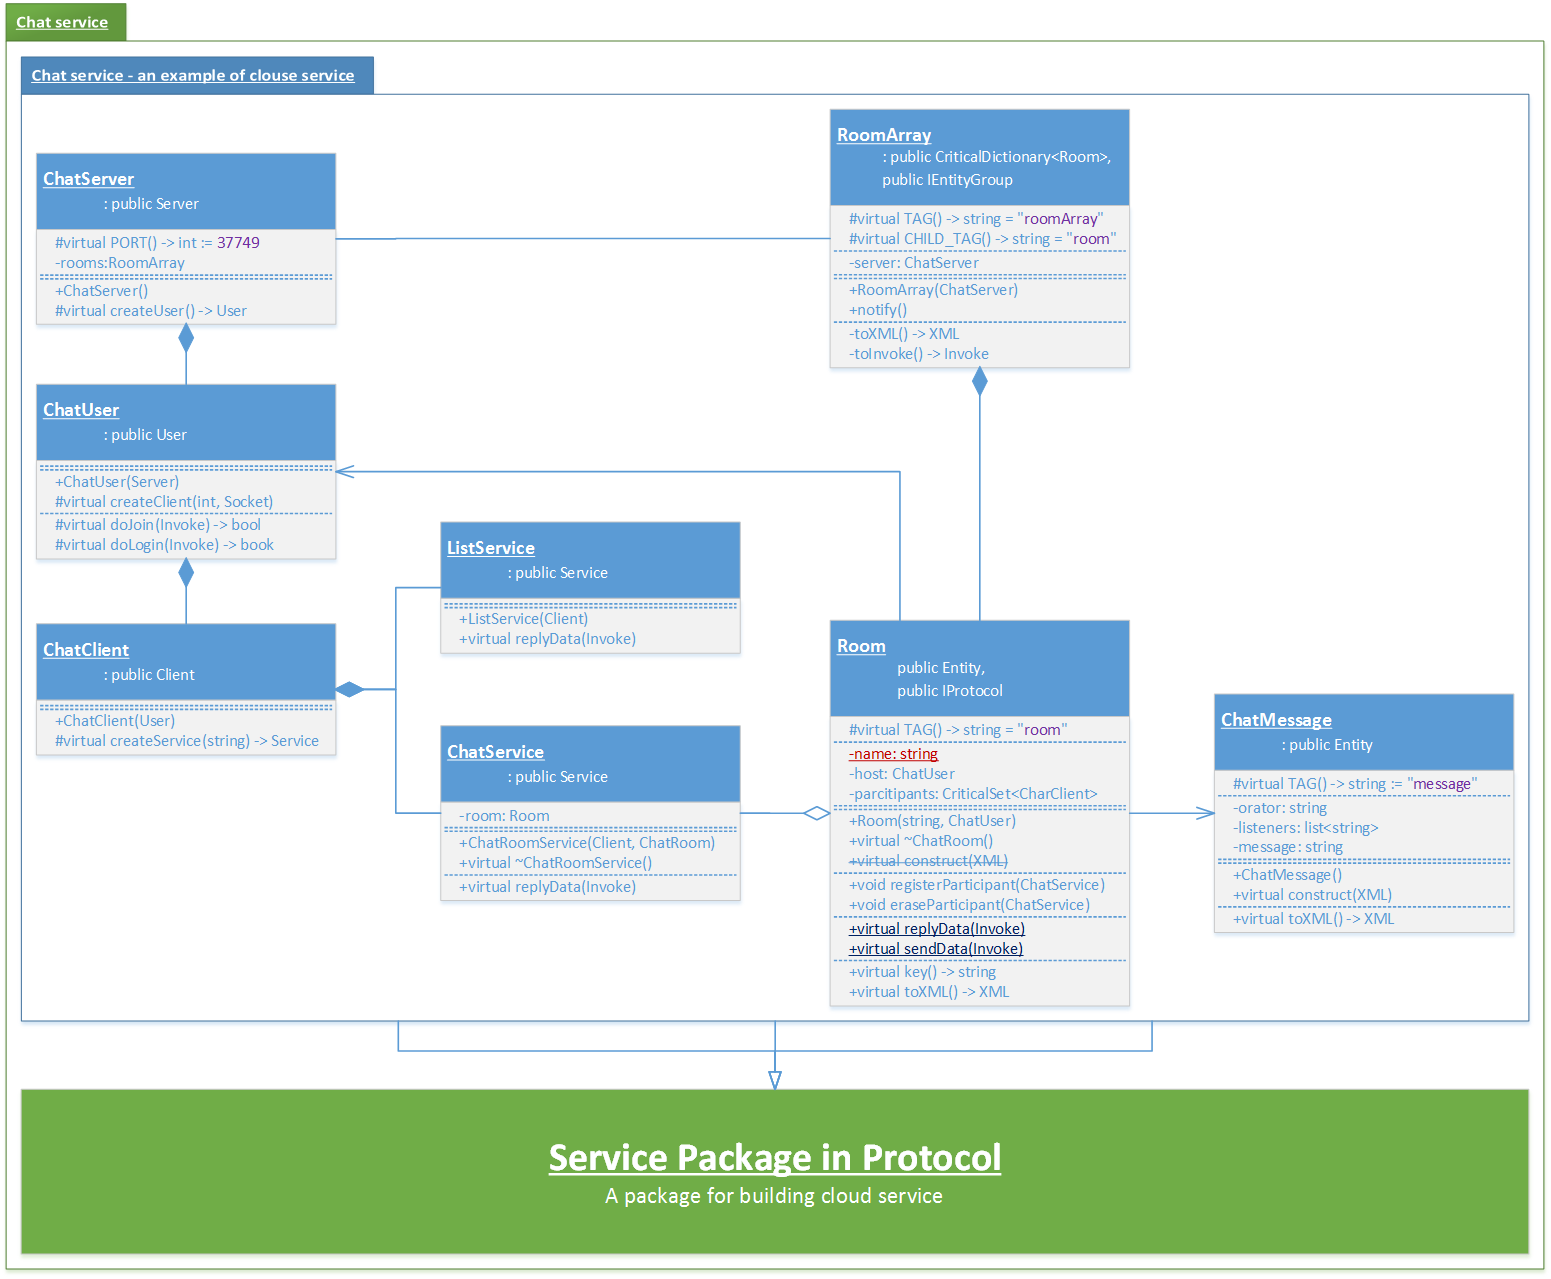 Chat service
Chat service - an example of clouse service
ChatServer
: public Server
#virtual PORT() -> int := 37749
-rooms:RoomArray
+ChatServer()
#virtual createUser() -> User
RoomArray
: public CriticalDictionary<Room>,
public IEntityGroup
#virtual TAG() -> string = "roomArray"
#virtual CHILD_TAG() -> string = "room"
-server: ChatServer
+RoomArray(ChatServer)
+notify()
-toXML() -> XML
-toInvoke() -> Invoke
ChatUser
: public User
+ChatUser(Server)
#virtual createClient(int, Socket)
#virtual doJoin(Invoke) -> bool
#virtual doLogin(Invoke) -> book
ListService
: public Service
+ListService(Client)
+virtual replyData(Invoke)
ChatClient
: public Client
+ChatClient(User)
#virtual createService(string) -> Service
ChatService
: public Service
-room: Room
+ChatRoomService(Client, ChatRoom)
+virtual ~ChatRoomService()
+virtual replyData(Invoke)
Room
public Entity,
public IProtocol
#virtual TAG() -> string = "room"
-name: string
-host: ChatUser
-parcitipants: CriticalSet<CharClient>
+Room(string, ChatUser)
+virtual ~ChatRoom()
+virtual construct(XML)
+void registerParticipant(ChatService)
+void eraseParticipant(ChatService)
+virtual replyData(Invoke)
+virtual sendData(Invoke)
+virtual key() -> string
+virtual toXML() -> XML
ChatMessage
: public Entity
#virtual TAG() -> string := "message"
-orator: string
-listeners: list<string>
-message: string
+ChatMessage()
+virtual construct(XML)
+virtual toXML() -> XML
Service Package in Protocol
A package for building cloud service